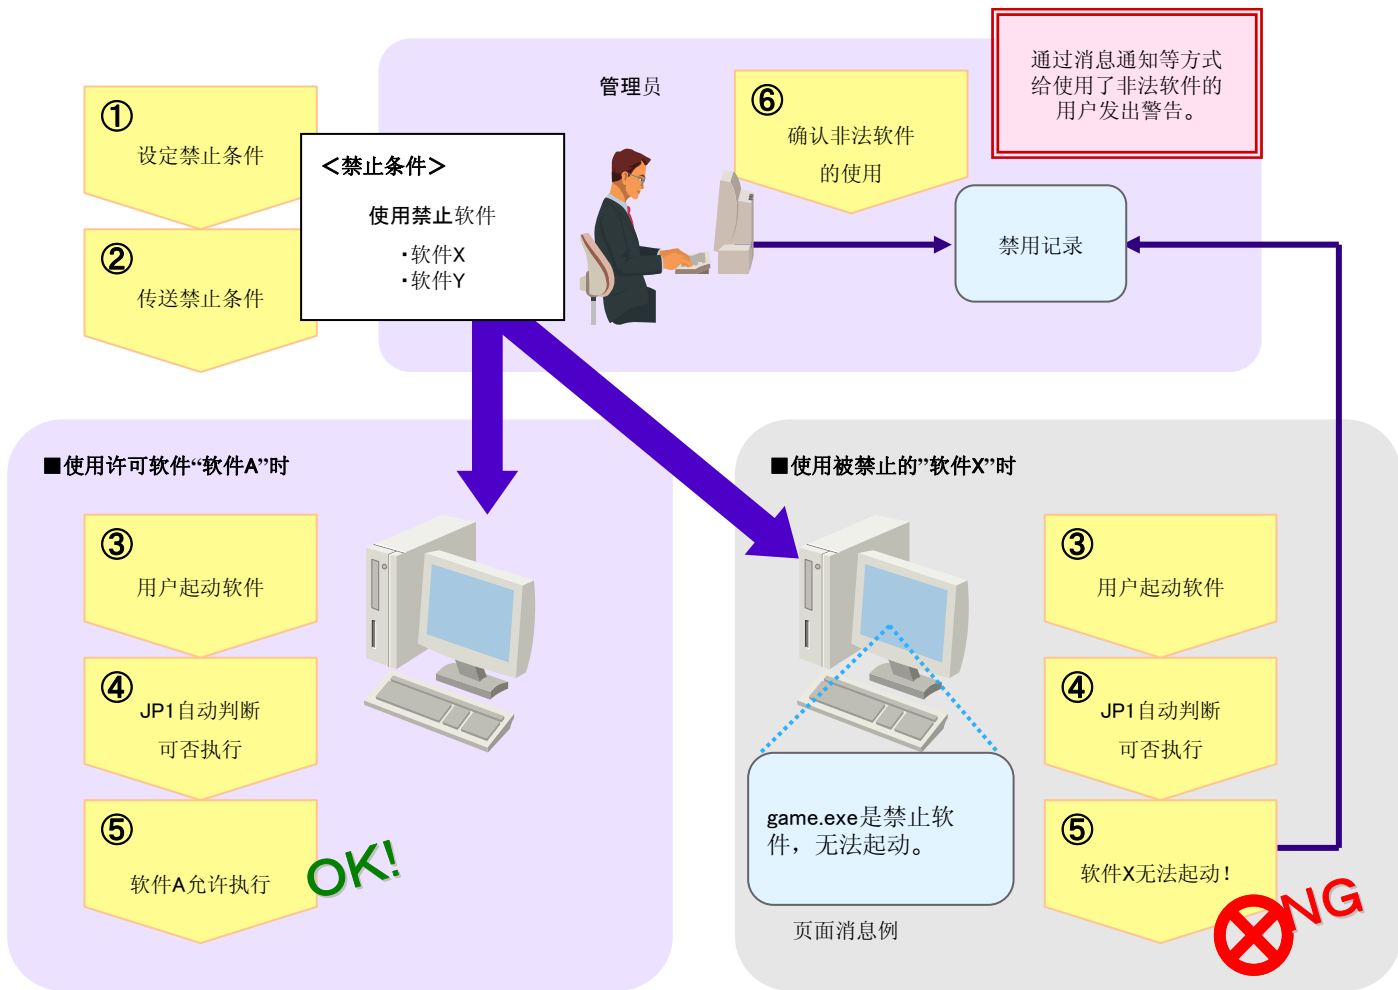 ①
设定禁止条件
②
传送禁止条件
＜禁止条件＞
使用禁止软件
・软件X
・软件Y
管理员
⑥
确认非法软件
的使用
通过消息通知等方式
给使用了非法软件的
用户发出警告。
禁用记录
■使用许可软件“软件A”时
③
用户起动软件
④
JP1自动判断
可否执行
⑤
软件A允许执行
OK!
■使用被禁止的”软件X”时
③
用户起动软件
④
JP1自动判断
可否执行
⑤
软件X无法起动！
NG
game.exe是禁止软
件，无法起动。
页面消息例